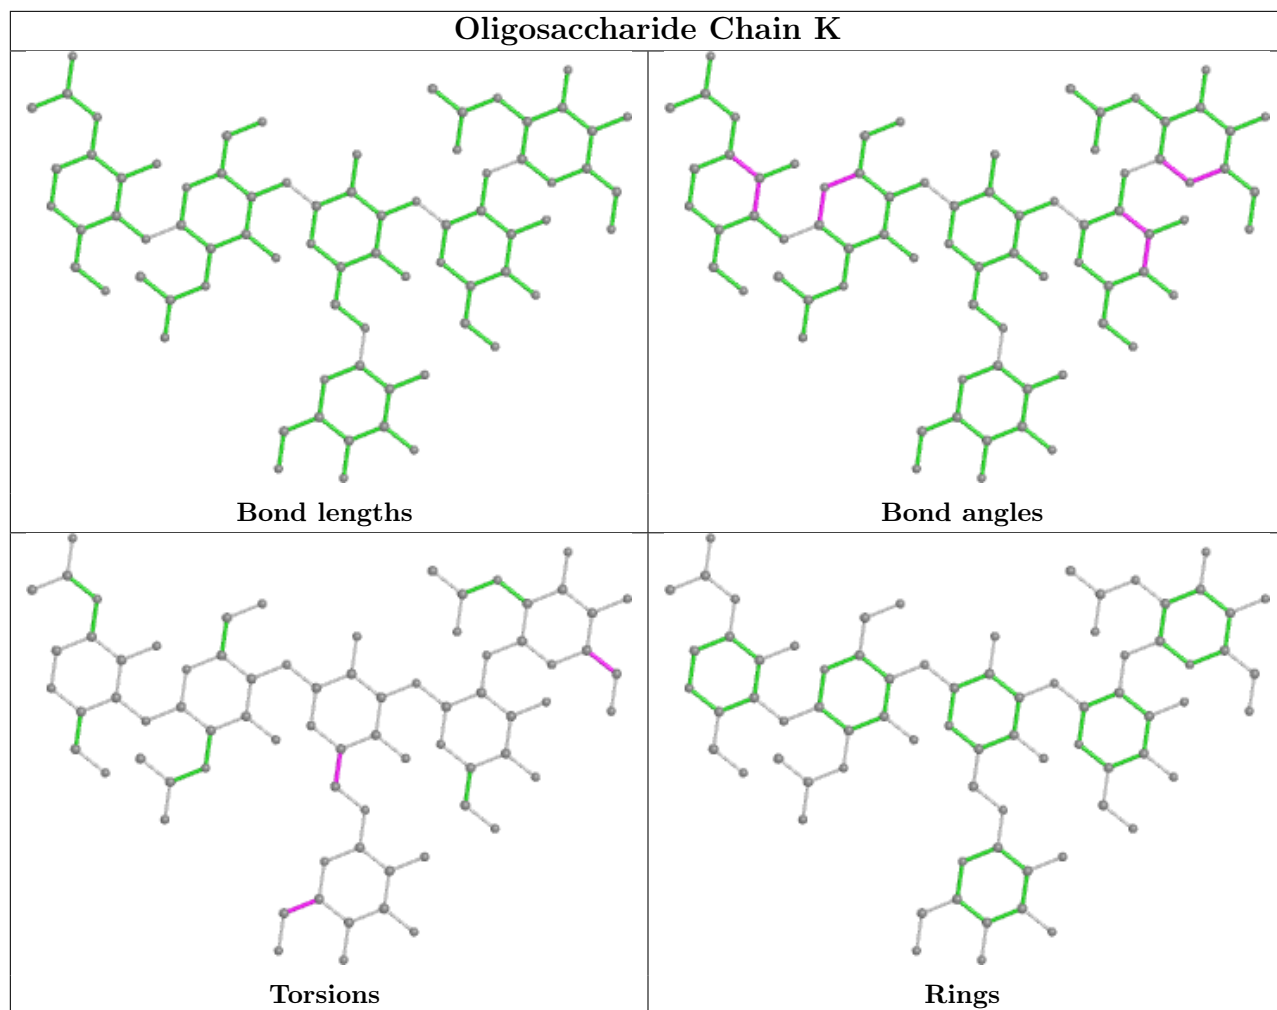 Oligosaccharide Chain K
Bond lengths
Bond angles
Torsions
Rings